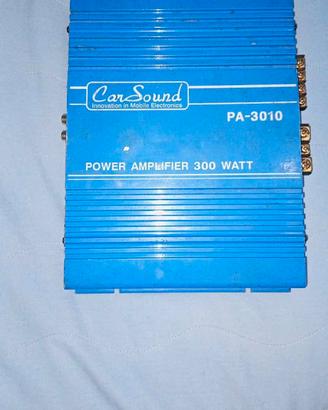 CarSound
Innovation in Mobile Electronics
PA-3010
POWER AMPLIFIER 300 WATT